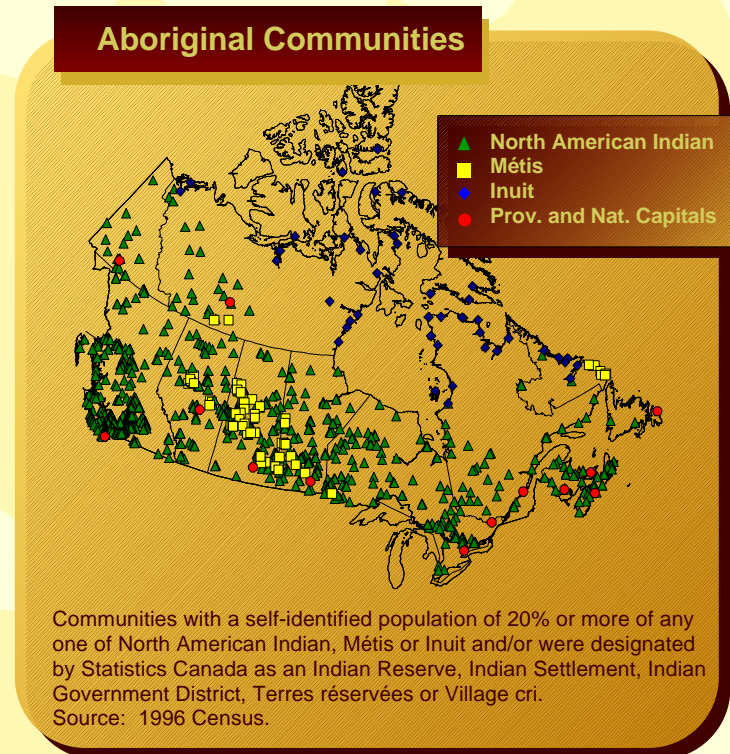 Aboriginal Communities
North American Indian
Métis
Inuit
Prov. and Nat. Capitals
Communities with a self-identified population of 20% or more of any
one of North American Indian, Métis or Inuit and/or were designated
by Statistics Canada as an Indian Reserve, Indian Settlement, Indian
Government District, Terres réservées or Village cri.
Source: 1996 Census.